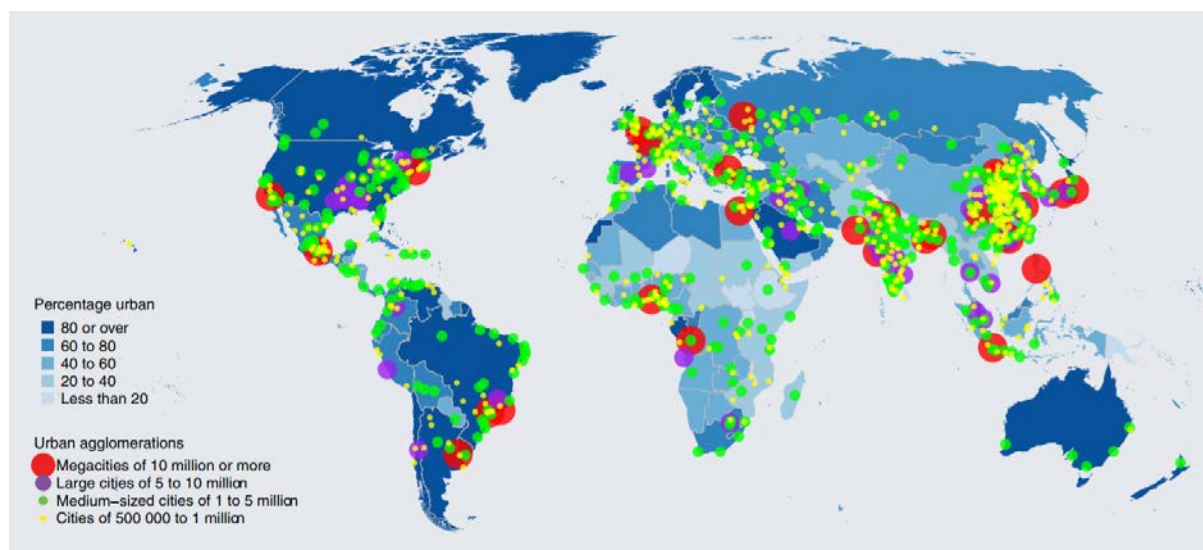 Percentage urban
80 or over
60 to 80
40 to 60
20 to 40
Less than 20
Urban agglomerations
Megacities of 10 million or more
Large cities of 5 to 10 million
Medium-sized cities of 1 to 5 million
Cities of 500 000 to 1 million